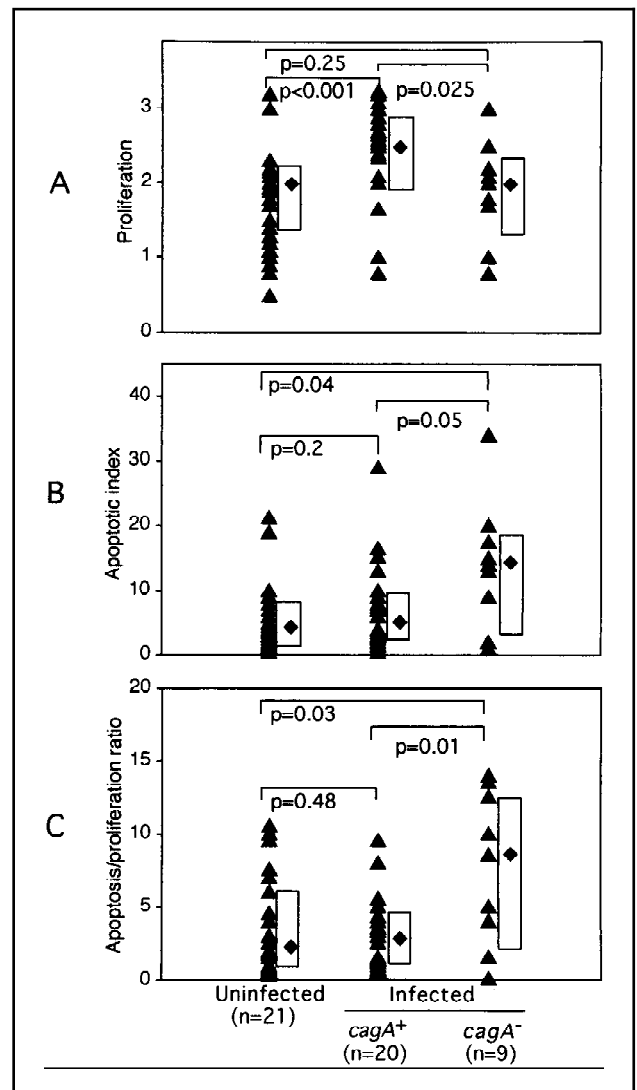 A
Proliferation
3
2
1
0
p=0.25
p<0.001
p=0.025
B
Apoptotic index
40
30
20
10
0
p=0.04
p=0.05
p=0.2
C
Apoptosis/proliferation ratio
20
15
10
5
0
p=0.03
p=0.01
p=0.48
Uninfected Infected
(n=21)
cagA+ cagA-
(n=20) (n=9)